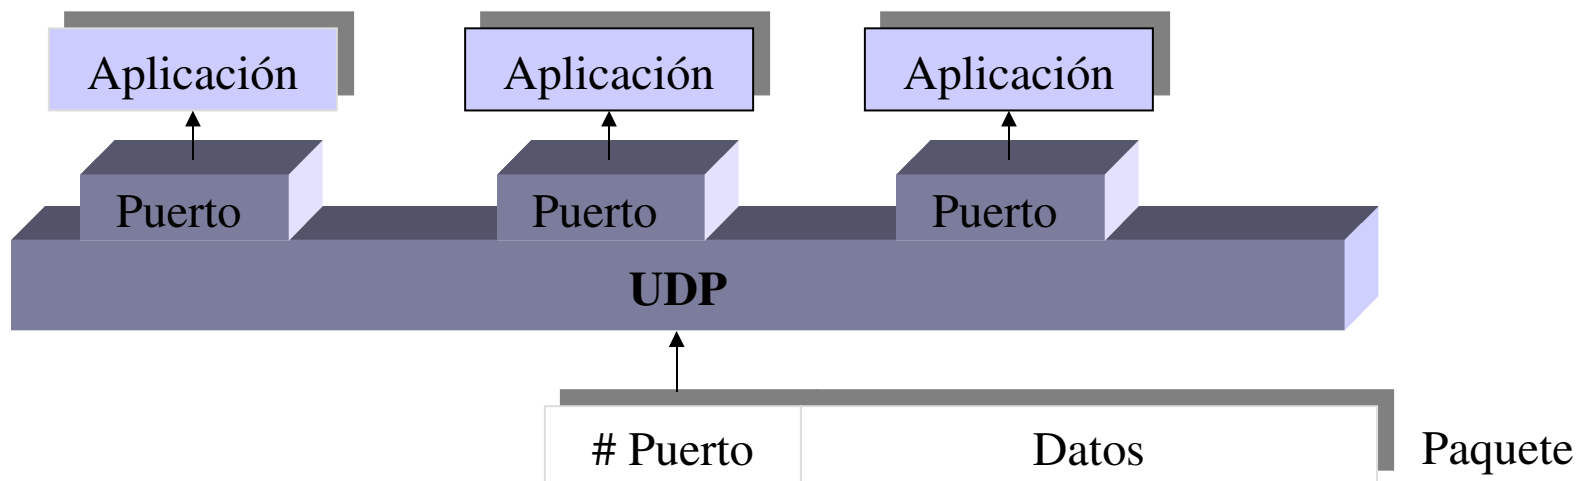 Aplicación Aplicación Aplicación
Puerto Puerto Puerto
UDP
# Puerto Datos Paquete